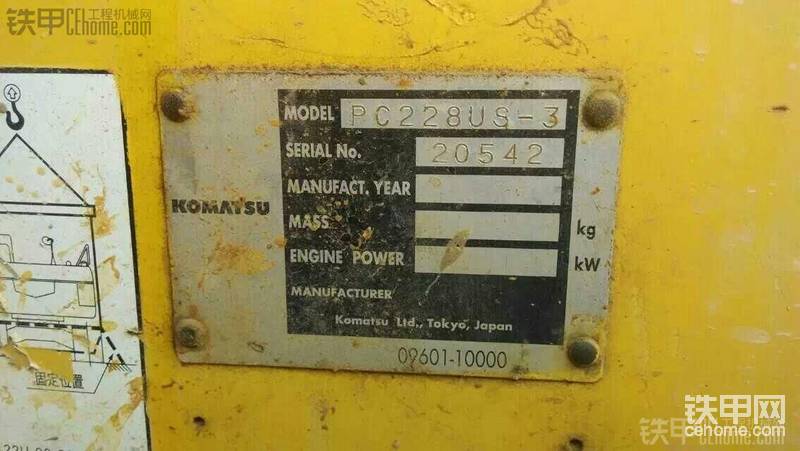 铁甲 工程机械网
CEhome.com
MODEL PC228US-3
SERIAL No. 20542
MANUFACT. YEAR
MASS kg
ENGINE POWER kW
MANUFACTURER
Komatsu Ltd., Tokyo, Japan
KOMATSU
09601-10000
固定位置
铁甲网
cehome.com